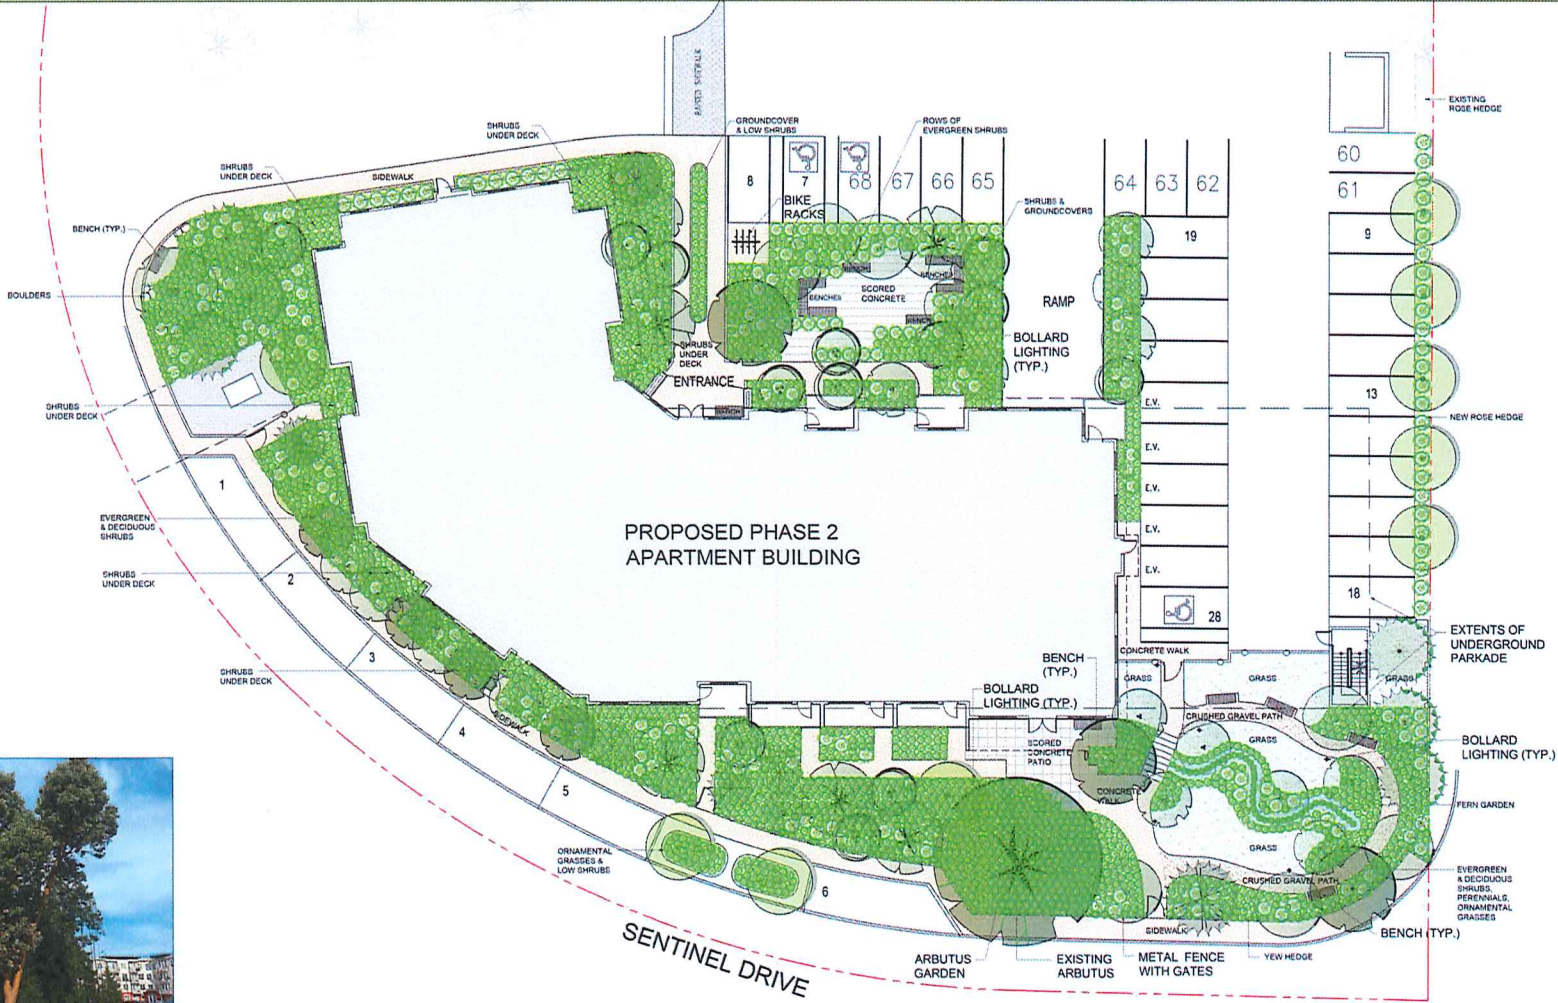 RAISED SIDEWALK
EXISTING
ROSE HEDGE
GROUNDCOVER
& LOW SHRUBS
ROWS OF
EVERGREEN SHRUBS
SHRUBS
UNDER DECK
SHRUBS
UNDER DECK
SIDEWALK
8
7
68
67
66
65
64
63
62
60
61
BIKE
RACKS
SHRUBS &
GROUNDCOVERS
BENCH (TYP.)
19
9
BENCH
BENCHES
BENCHES
SCORED
CONCRETE
BENCH
BOULDERS
RAMP
BOLLARD
LIGHTING
(TYP.)
SHRUBS
UNDER
DECK
ENTRANCE
BENCH
SHRUBS
UNDER DECK
E.V.
E.V.
E.V.
E.V.
E.V.
13
NEW ROSE HEDGE
1
EVERGREEN
& DECIDUOUS
SHRUBS
PROPOSED PHASE 2
APARTMENT BUILDING
SHRUBS
UNDER DECK
2
28
18
EXTENTS OF
UNDERGROUND
PARKADE
3
CONCRETE WALK
BENCH
(TYP.)
SHRUBS
UNDER DECK
GRASS
GRASS
GRASS
BOLLARD
LIGHTING (TYP.)
SIDEWALK
CRUSHED GRAVEL PATH
4
SCORED
CONCRETE
PATIO
GRASS
BOLLARD
LIGHTING (TYP.)
5
CONCRETE
WALK
FERN GARDEN
GRASS
ORNAMENTAL
GRASSES &
LOW SHRUBS
6
CRUSHED GRAVEL PATH
EVERGREEN
& DECIDUOUS
SHRUBS,
PERENNIALS,
ORNAMENTAL
GRASSES
SIDEWALK
BENCH (TYP.)
SENTINEL DRIVE
ARBUTUS
GARDEN
EXISTING
ARBUTUS
METAL FENCE
WITH GATES
YEW HEDGE